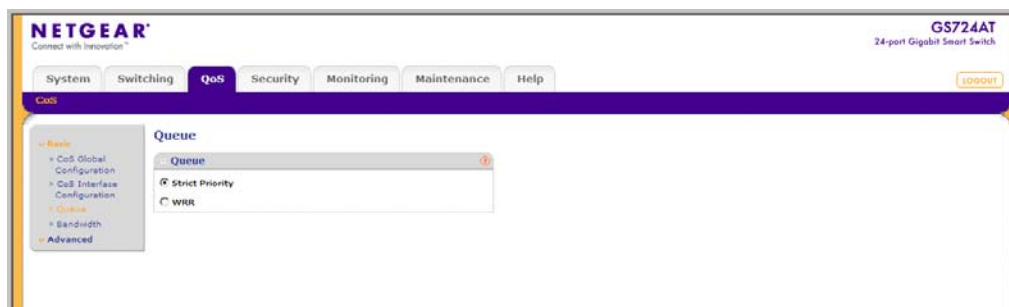 NETGEAR®
Connect with Innovation™
GS724AT
24-port Gigabit Smart Switch
System Switching QoS Security Monitoring Maintenance Help
LOGOUT
CoS
Basic
CoS Global
Configuration
CoS Interface
Configuration
Queue
Bandwidth
Advanced
Queue
Queue
Strict Priority
WRR